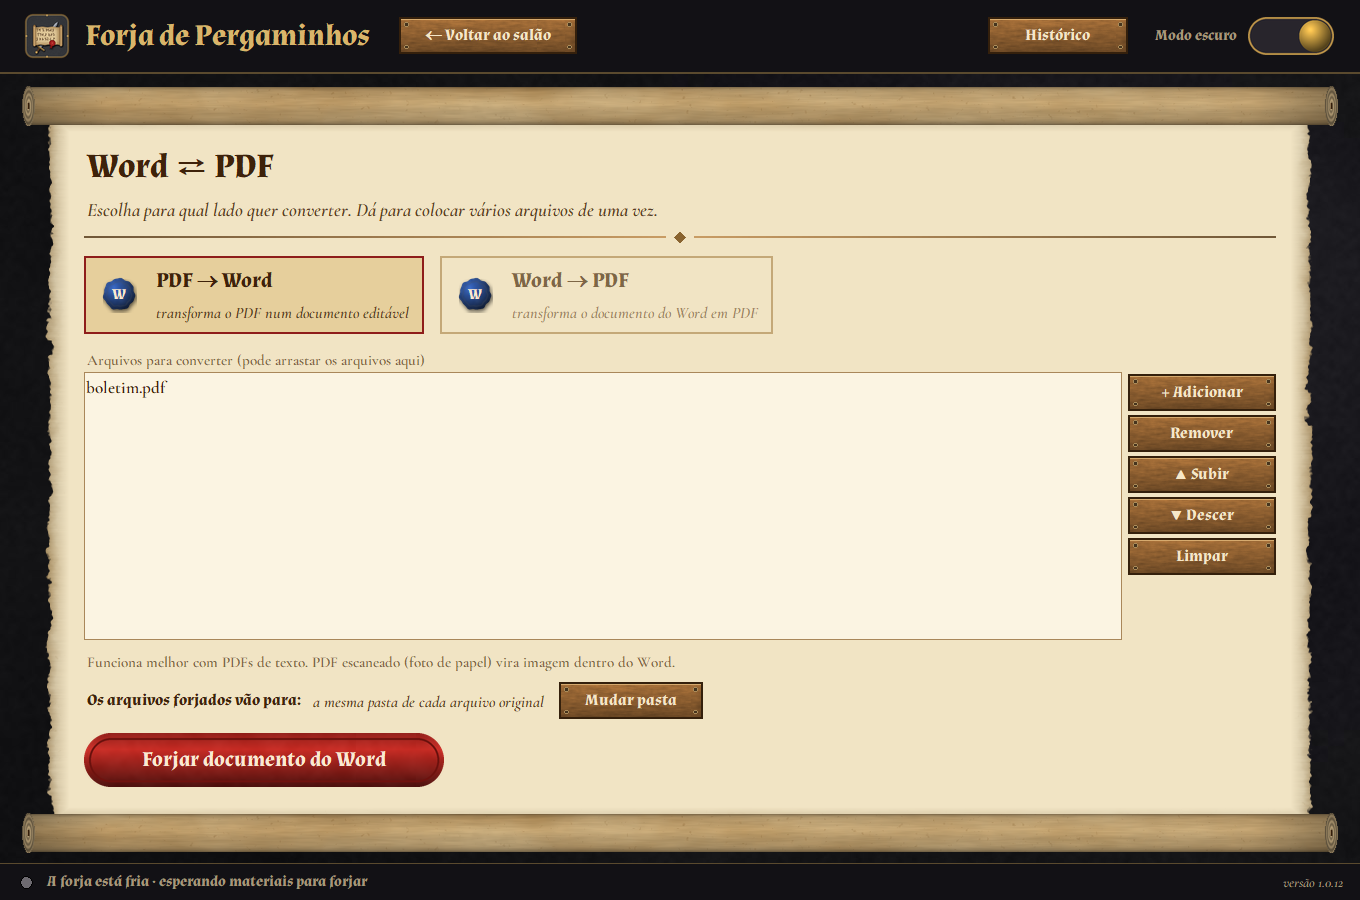 Forja de Pergaminhos
← Voltar ao salão
Histórico
Modo escuro
Word ⇄ PDF
Escolha para qual lado quer converter. Dá para colocar vários arquivos de uma vez.
W
PDF → Word
transforma o PDF num documento editável
W
Word → PDF
transforma o documento do Word em PDF
Arquivos para converter (pode arrastar os arquivos aqui)
boletim.pdf
+ Adicionar
Remover
▲ Subir
▼ Descer
Limpar
Funciona melhor com PDFs de texto. PDF escaneado (foto de papel) vira imagem dentro do Word.
Os arquivos forjados vão para: a mesma pasta de cada arquivo original
Mudar pasta
Forjar documento do Word
A forja está fria · esperando materiais para forjar
versão 1.0.12